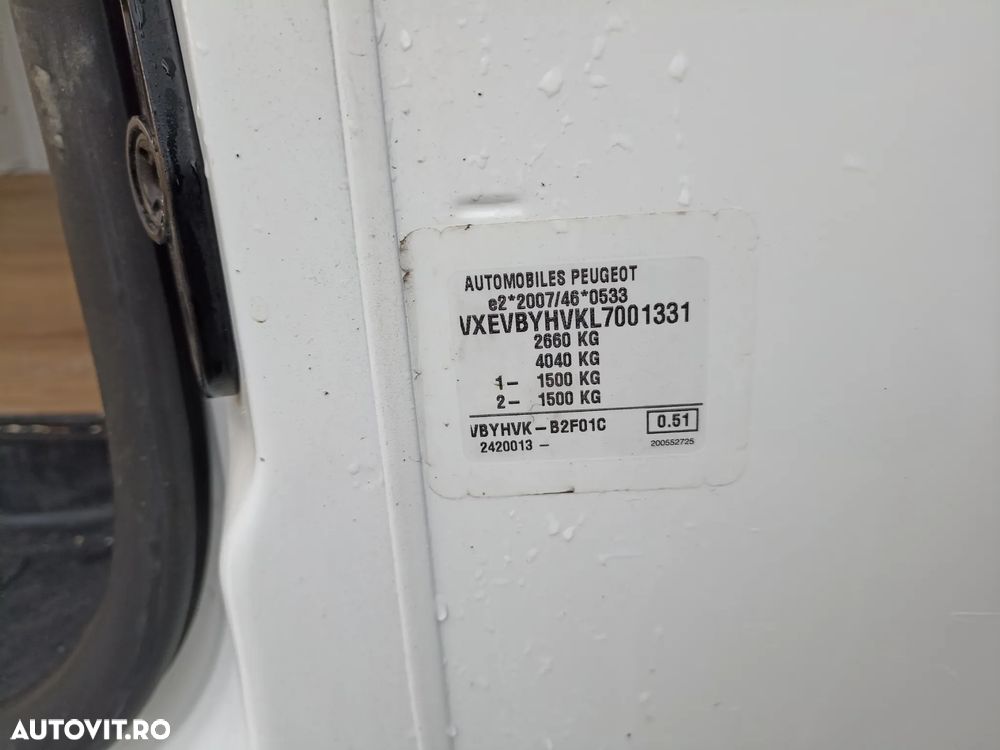 AUTOMOBILES PEUGEOT
e2*2007/46*0533
VXEVBYHVKL7001331
2660 KG
4040 KG
1- 1500 KG
2- 1500 KG
VBYHVK-B2F01C 0.51
2420013 - 200552725
AUTOVIT.RO